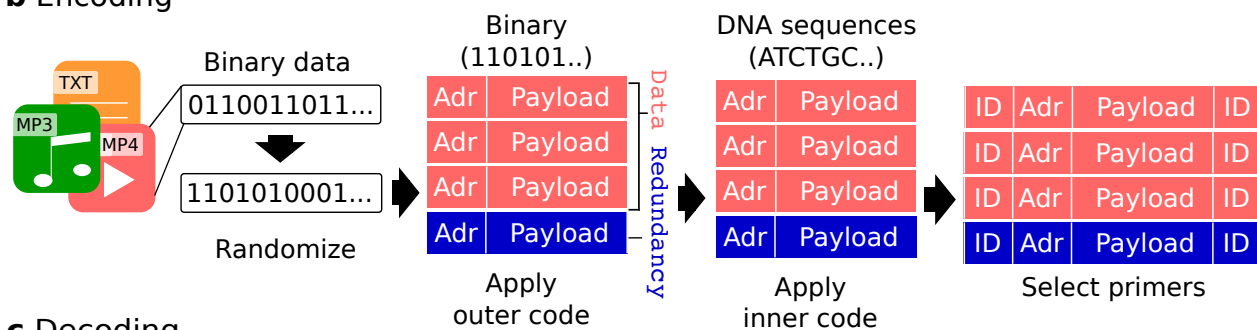 b Encoding
TXT
MP3
MP4
Binary data
0110011011...
1101010001...
Randomize
Binary
(110101..)
Adr Payload
Adr Payload
Adr Payload
Adr Payload
Data Redundancy
Apply
outer code
DNA sequences
(ATCTGC..)
Adr Payload
Adr Payload
Adr Payload
Adr Payload
Apply
inner code
ID Adr Payload ID
ID Adr Payload ID
ID Adr Payload ID
ID Adr Payload ID
Select primers
c Decoding